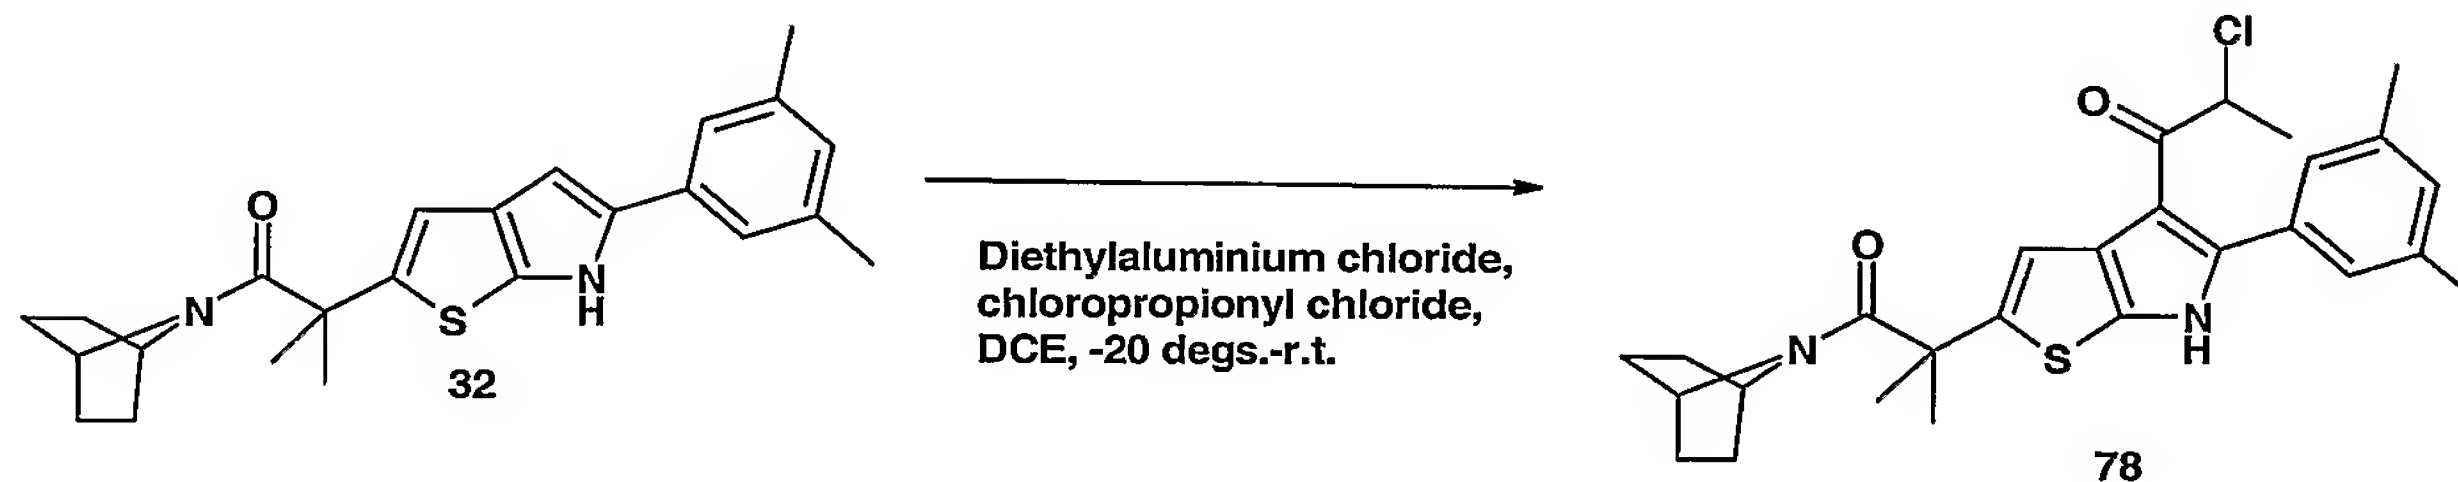 O
N
S
N
H
32
Diethylaluminium chloride,
chloropropionyl chloride,
DCE, -20 degs.-r.t.
Cl
O
O
N
S
N
H
78